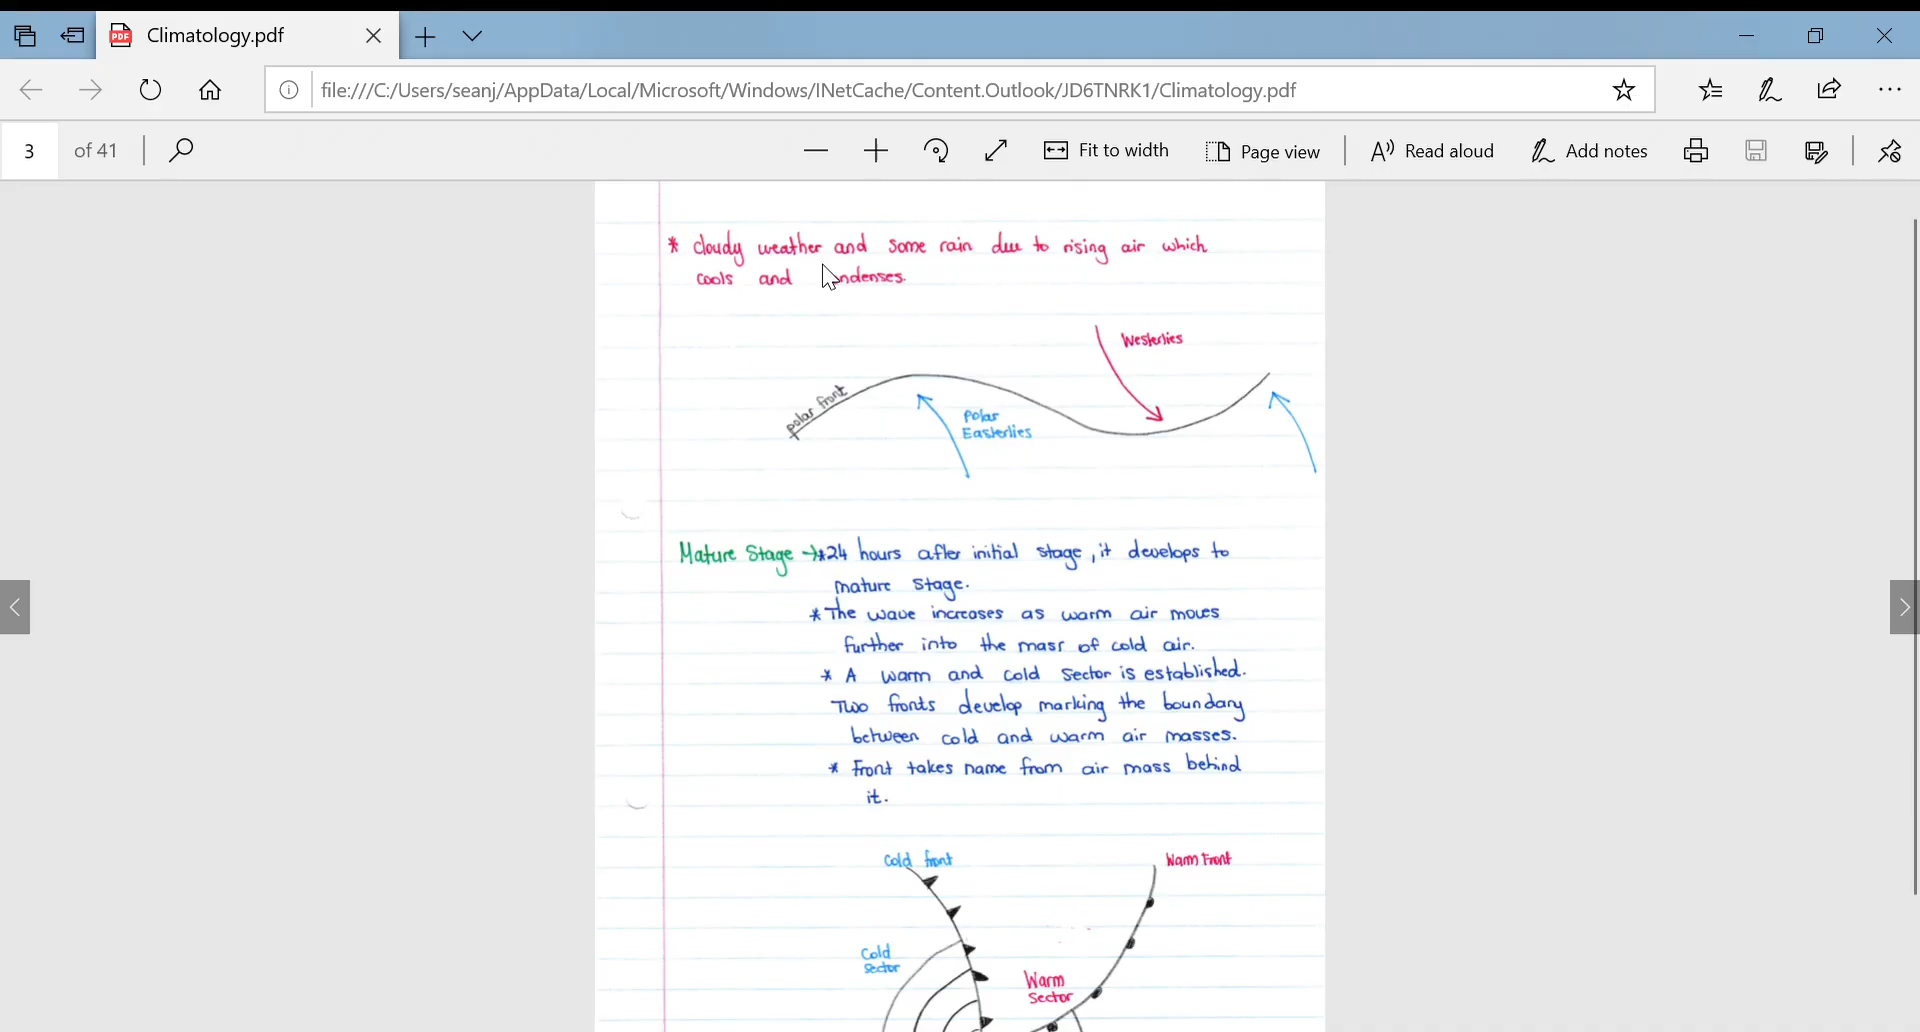 Climatology.pdf
file:///C:/Users/seanj/AppData/Local/Microsoft/Windows/INetCache/Content.Outlook/JD6TNRK1/Climatology.pdf
3 of 41 Fit to width Page view Read aloud Add notes
* Cloudy weather and some rain due to rising air which
cools and ndenses.
Westerlies
polar front
Polar
Easterlies
Mature Stage → *24 hours after initial stage, it develops to
mature stage.
* The wave increases as warm air moves
further into the mass of cold air.
* A warm and cold sector is established.
Two fronts develop marking the boundary
between cold and warm air masses.
* Front takes name from air mass behind
it.
Cold front
Warm Front
Cold
Sector
Warm
Sector